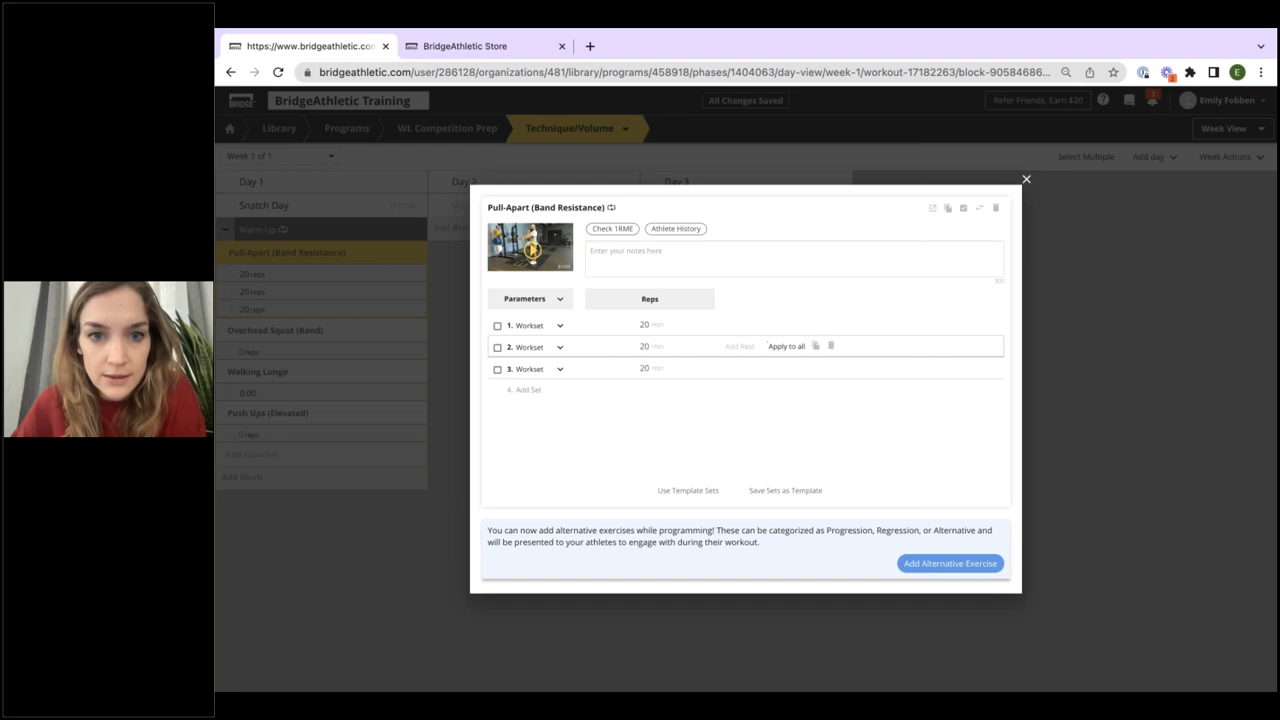 https://www.bridgeathletic.con
BridgeAthletic Store
bridgeathletic.com/user/286128/organizations/481/library/programs/458918/phases/1404063/day-view/week-1/workout-17182263/block-90584686...
E
BRIDGE
BridgeAthletic Training
All Changes Saved
Refer Friends, Earn $20
3
Emily Fobben
Library
Programs
WL Competition Prep
Technique/Volume
Week View
Week 1 of 1
Select Multiple
Add day
Week Actions
Day 1
Day 2
Day 3
Snatch Day
Warm Up
Pull-Apart (Band Resistance)
20 reps
20 reps
20 reps
Overhead Squat (Band)
0 reps
Walking Lunge
0:00
Push Ups (Elevated)
0 reps
Add Exercise
Add Block
Pull-Apart (Band Resistance)
Check 1RME
Athlete History
Enter your notes here
300
Parameters
Reps
1. Workset
20 reps
2. Workset
20 reps
Add Rest
Apply to all
3. Workset
20 reps
4. Add Set
Use Template Sets
Save Sets as Template
You can now add alternative exercises while programming! These can be categorized as Progression, Regression, or Alternative and
will be presented to your athletes to engage with during their workout.
Add Alternative Exercise